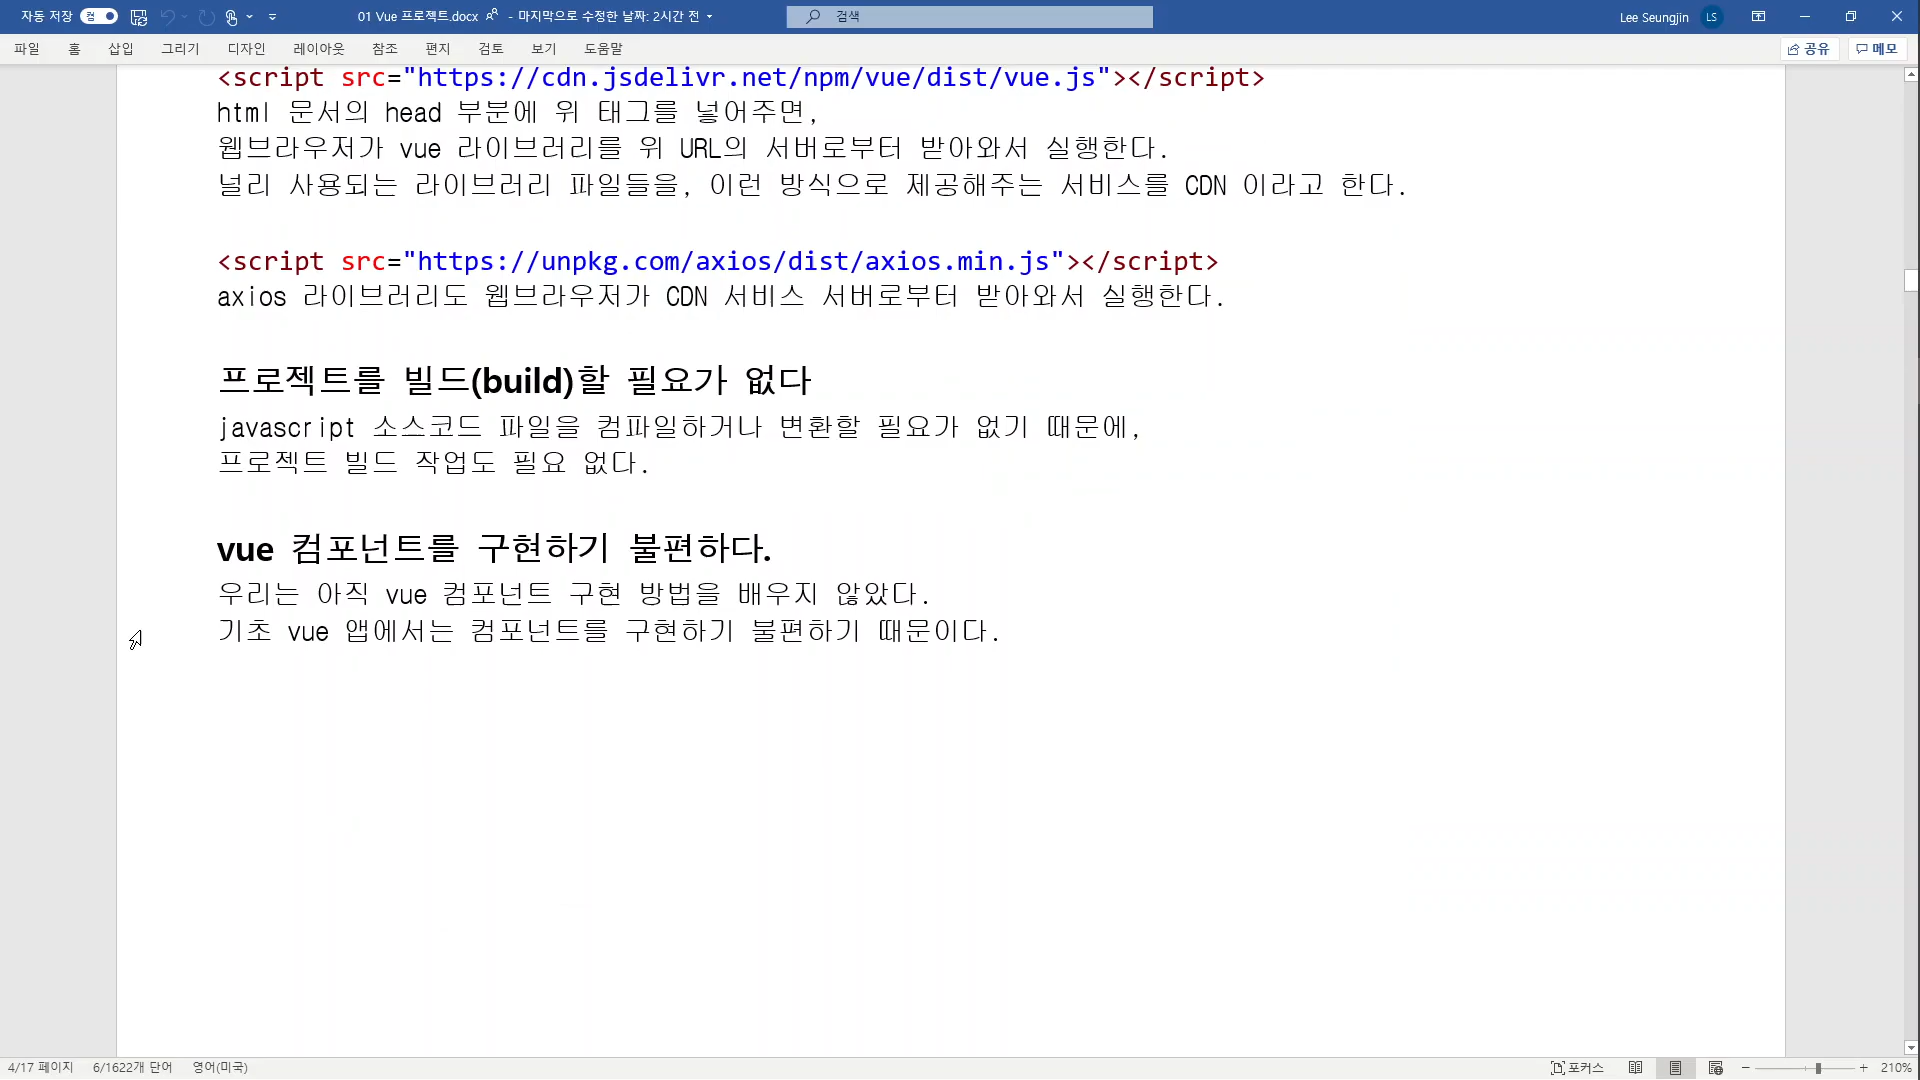 자동 저장 켬 01 Vue 프로젝트.docx - 마지막으로 수정한 날짜: 2시간 전 검색 Lee Seungjin LS
파일 홈 삽입 그리기 디자인 레이아웃 참조 편지 검토 보기 도움말 공유 메모
<script src="https://cdn.jsdelivr.net/npm/vue/dist/vue.js"></script>
html 문서의 head 부분에 위 태그를 넣어주면,
웹브라우저가 vue 라이브러리를 위 URL의 서버로부터 받아와서 실행한다.
널리 사용되는 라이브러리 파일들을, 이런 방식으로 제공해주는 서비스를 CDN 이라고 한다.
<script src="https://unpkg.com/axios/dist/axios.min.js"></script>
axios 라이브러리도 웹브라우저가 CDN 서비스 서버로부터 받아와서 실행한다.
프로젝트를 빌드(build)할 필요가 없다
javascript 소스코드 파일을 컴파일하거나 변환할 필요가 없기 때문에,
프로젝트 빌드 작업도 필요 없다.
vue 컴포넌트를 구현하기 불편하다.
우리는 아직 vue 컴포넌트 구현 방법을 배우지 않았다.
기초 vue 앱에서는 컴포넌트를 구현하기 불편하기 때문이다.
4/17 페이지 6/1622개 단어 영어(미국) 포커스 210%